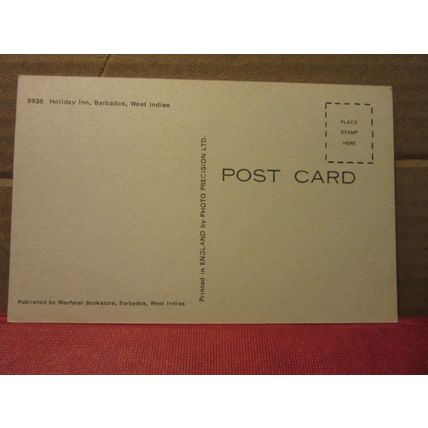 8835 Holiday Inn, Barbados, West Indies
PLACE
STAMP
HERE
POST CARD
Printed in ENGLAND by PHOTO PRECISION LTD.
Published by Wayfarer Bookstore, Barbados, West Indies